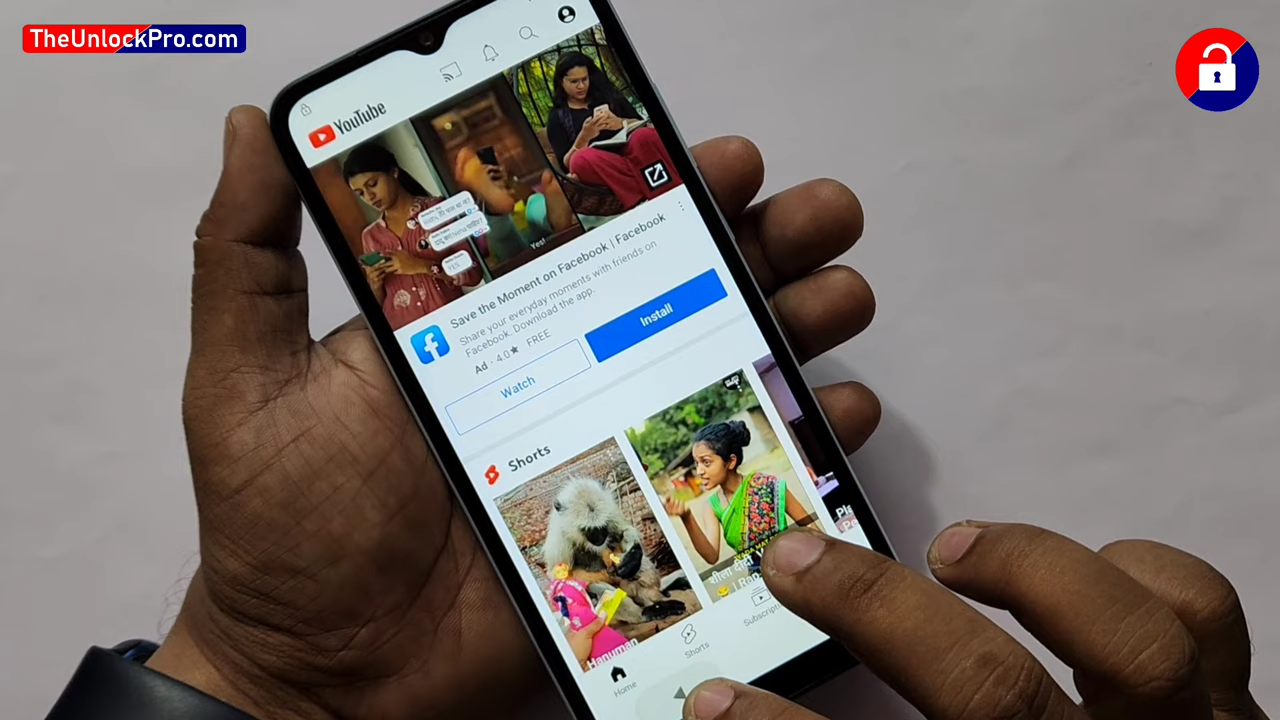 TheUnlockPro.com
YouTube
YES
Yes!
Save the Moment on Facebook | Facebook
Share your everyday moments with friends on
Facebook. Download the app.
Ad · 4.0★ FREE
Watch
Install
Shorts
शीला दीदी
Hanuman
Home
Shorts